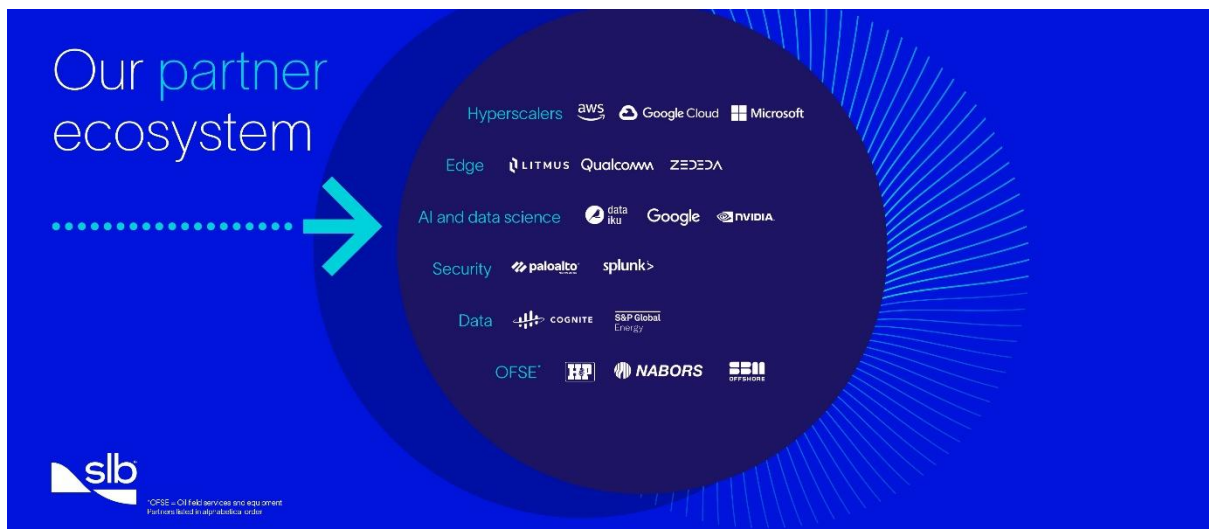 Our partner
ecosystem
Hyperscalers aws Google Cloud Microsoft
Edge LITMUS Qualcomm ZEDEDA
AI and data science data iku Google NVIDIA
Security paloalto splunk>
Data COGNITE S&P Global Energy
OFSE* HP NABORS SBM OFFSHORE
slb
*OFSE = Oil field services and equipment
Partners listed in alphabetical order